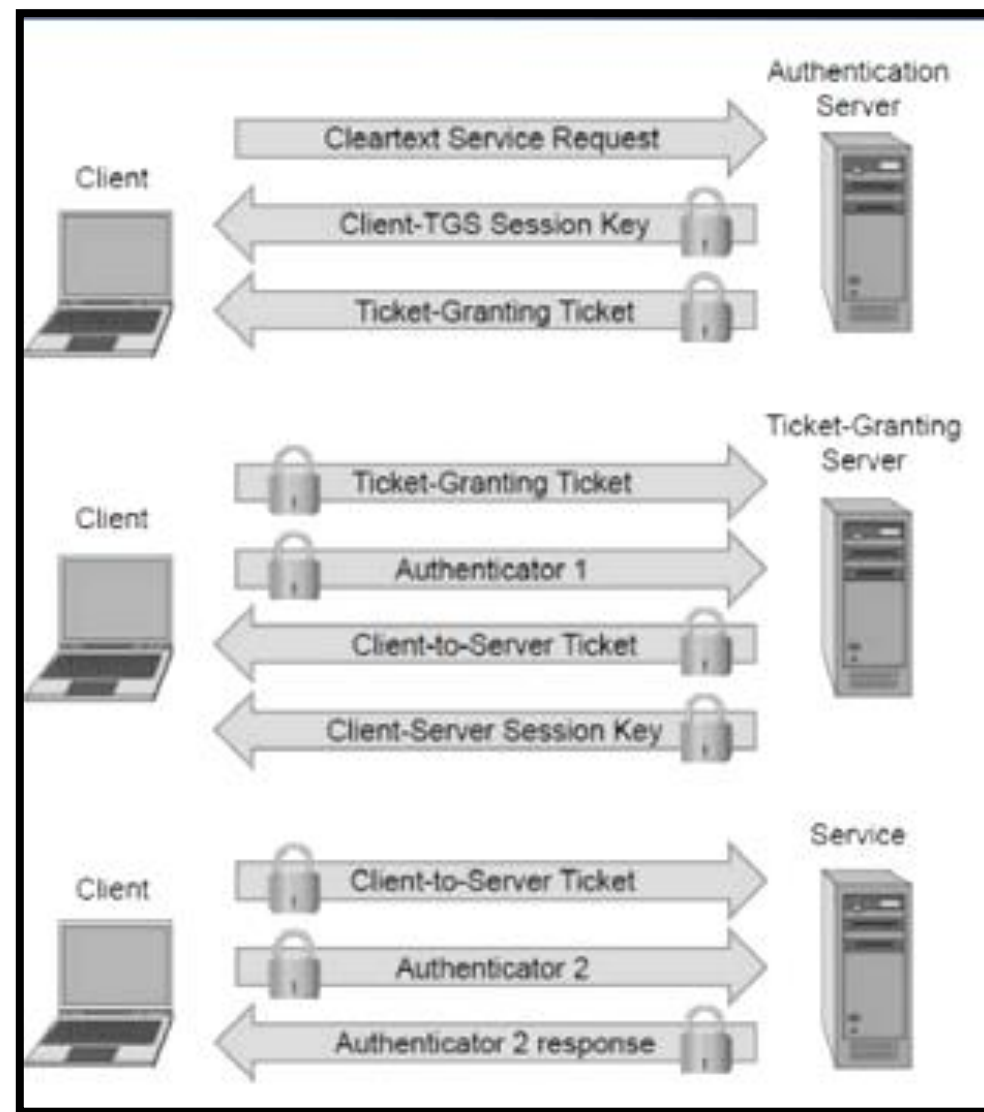 Authentication
Server
Cleartext Service Request
Client
Client-TGS Session Key
Ticket-Granting Ticket
Ticket-Granting
Server
Ticket-Granting Ticket
Client
Authenticator 1
Client-to-Server Ticket
Client-Server Session Key
Service
Client-to-Server Ticket
Client
Authenticator 2
Authenticator 2 response